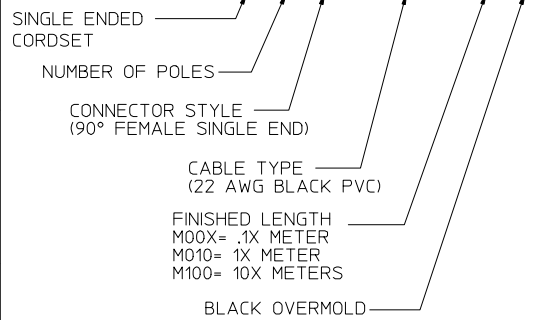 SINGLE ENDED
CORDSET
NUMBER OF POLES
CONNECTOR STYLE
(90° FEMALE SINGLE END)
CABLE TYPE
(22 AWG BLACK PVC)
FINISHED LENGTH
M00X= .1X METER
M010= 1X METER
M100= 10X METERS
BLACK OVERMOLD